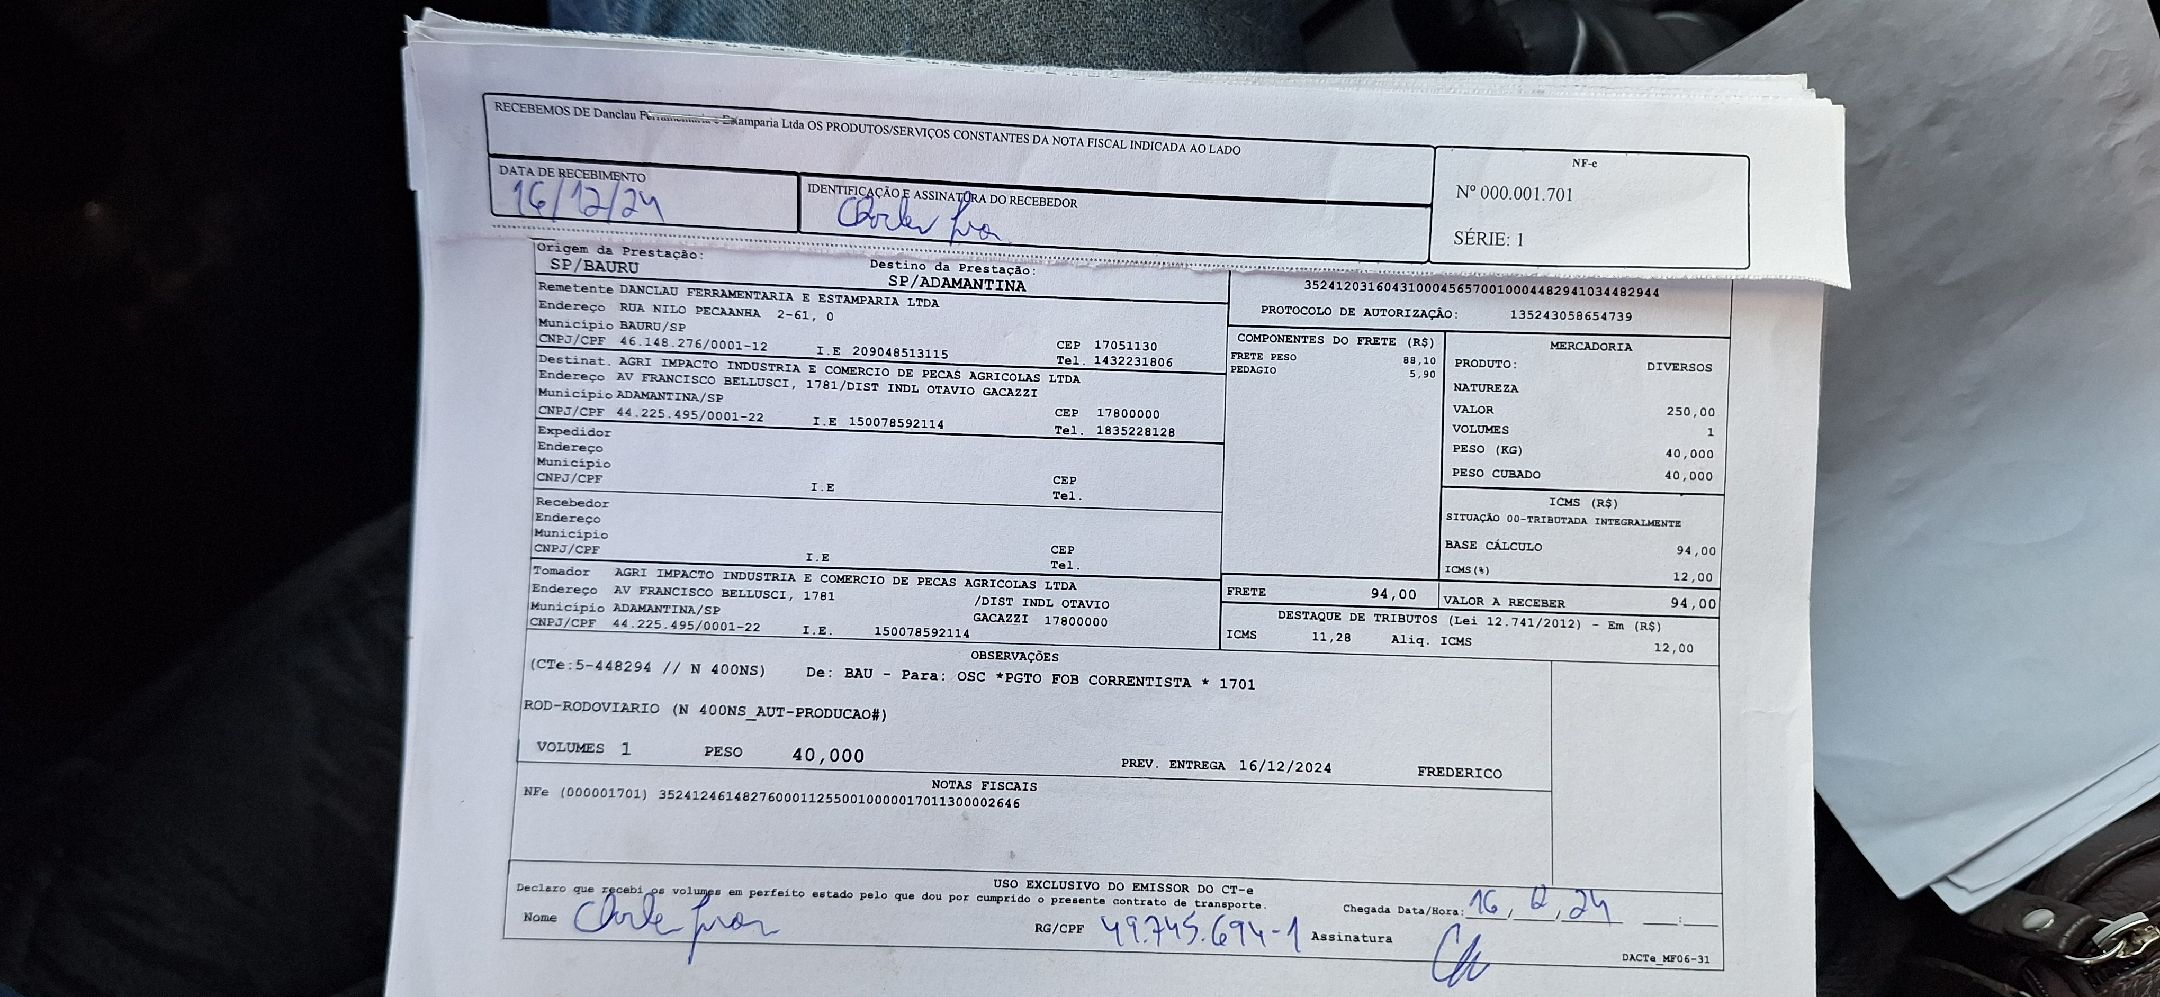 RECEBEMOS DE Danclau Ferramentaria e Estamparia Ltda OS PRODUTOS/SERVIÇOS CONSTANTES DA NOTA FISCAL INDICADA AO LADO
DATA DE RECEBIMENTO
16/12/24
IDENTIFICAÇÃO E ASSINATURA DO RECEBEDOR
NF-e
Nº 000.001.701
SÉRIE: 1
Origem da Prestação:
SP/BAURU
Destino da Prestação:
SP/ADAMANTINA
Remetente DANCLAU FERRAMENTARIA E ESTAMPARIA LTDA
Endereço RUA NILO PECAANHA 2-61, 0
Município BAURU/SP
CEP 17051130
CNPJ/CPF 46.148.276/0001-12 I.E 209048513115 Tel. 1432231806
Destinat. AGRI IMPACTO INDUSTRIA E COMERCIO DE PECAS AGRICOLAS LTDA
Endereço AV FRANCISCO BELLUSCI, 1781/DIST INDL OTAVIO GACAZZI
Município ADAMANTINA/SP CEP 17800000
CNPJ/CPF 44.225.495/0001-22 I.E 150078592114 Tel. 1835228128
Expedidor
Endereço
Município CEP
CNPJ/CPF I.E Tel.
Recebedor
Endereço
Município CEP
CNPJ/CPF I.E Tel.
Tomador AGRI IMPACTO INDUSTRIA E COMERCIO DE PECAS AGRICOLAS LTDA
Endereço AV FRANCISCO BELLUSCI, 1781 /DIST INDL OTAVIO
Município ADAMANTINA/SP GACAZZI 17800000
CNPJ/CPF 44.225.495/0001-22 I.E. 150078592114
35241203160431000456570010004482941034482944
PROTOCOLO DE AUTORIZAÇÃO: 135243058654739
COMPONENTES DO FRETE (R$)
FRETE PESO 88,10
PEDAGIO 5,90
MERCADORIA
PRODUTO: DIVERSOS
NATUREZA
VALOR 250,00
VOLUMES 1
PESO (KG) 40,000
PESO CUBADO 40,000
ICMS (R$)
SITUAÇÃO 00-TRIBUTADA INTEGRALMENTE
BASE CÁLCULO 94,00
ICMS(%) 12,00
FRETE 94,00
VALOR A RECEBER 94,00
DESTAQUE DE TRIBUTOS (Lei 12.741/2012) - Em (R$)
ICMS 11,28 Aliq. ICMS 12,00
OBSERVAÇÕES
(CTe:5-448294 // N 400NS) De: BAU - Para: OSC *PGTO FOB CORRENTISTA * 1701
ROD-RODOVIARIO (N 400NS_AUT-PRODUCAO#)
VOLUMES 1 PESO 40,000 PREV. ENTREGA 16/12/2024 FREDERICO
NOTAS FISCAIS
NFe (000001701) 35241246148276000112550010000017011300002646
USO EXCLUSIVO DO EMISSOR DO CT-e
Declaro que recebi os volumes em perfeito estado pelo que dou por cumprido o presente contrato de transporte.
Chegada Data/Hora: 16, 12, 24 __:__
Nome
RG/CPF 49.745.694-1 Assinatura
DACTe_MF06-31